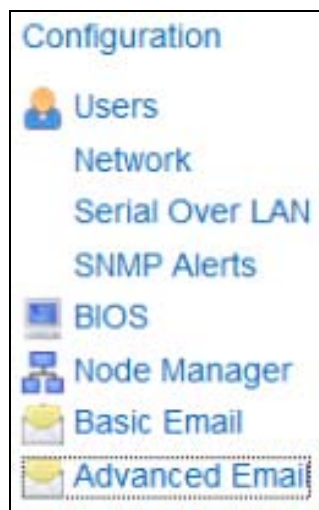 Configuration
Users
Network
Serial Over LAN
SNMP Alerts
BIOS
Node Manager
Basic Email
Advanced Email